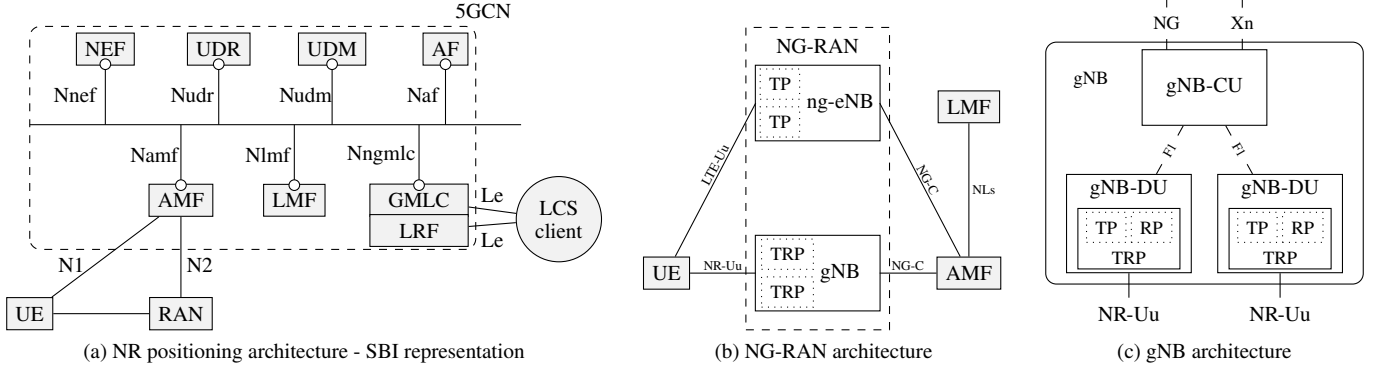 5GCN
NEF
UDR
UDM
AF
Nnef
Nudr
Nudm
Naf
Namf
Nlmf
Nngmlc
AMF
LMF
GMLC
LRF
Le
Le
LCS
client
N1
N2
UE
RAN
(a) NR positioning architecture - SBI representation
NG-RAN
TP
TP
ng-eNB
LMF
LTE-Uu
NG-C
NLs
TRP
TRP
gNB
UE
NR-Uu
NG-C
AMF
(b) NG-RAN architecture
NG
Xn
gNB
gNB-CU
F1
F1
gNB-DU
gNB-DU
TP
RP
TRP
TP
RP
TRP
NR-Uu
NR-Uu
(c) gNB architecture